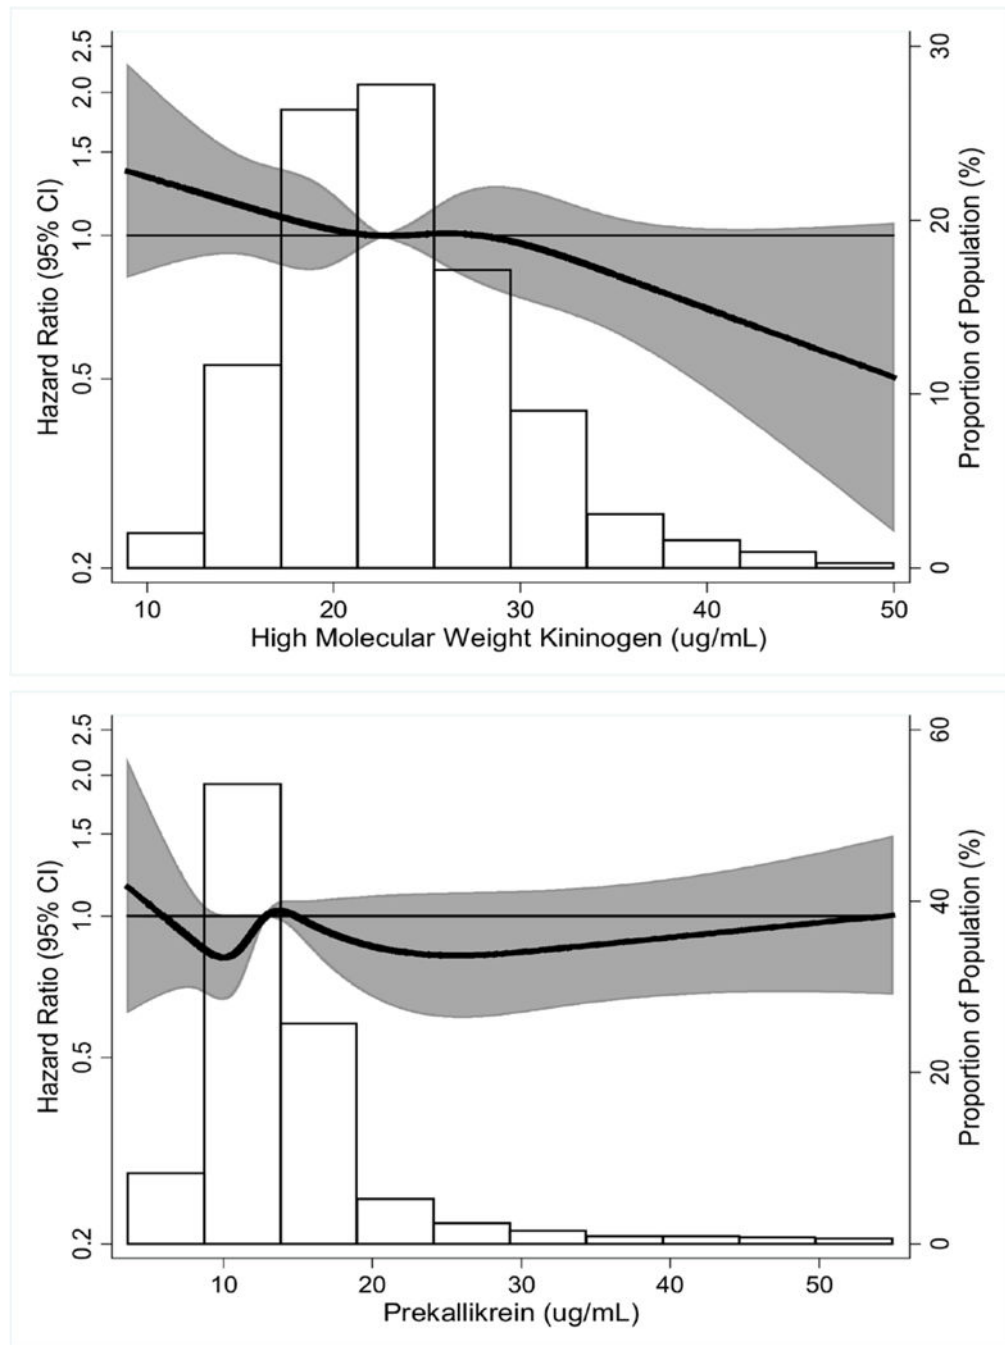 2.5
2.0
1.5
1.0
0.5
0.2
Hazard Ratio (95% CI)
30
20
10
0
Proportion of Population (%)
10 20 30 40 50
High Molecular Weight Kininogen (ug/mL)
2.5
2.0
1.5
1.0
0.5
0.2
Hazard Ratio (95% CI)
60
40
20
0
Proportion of Population (%)
10 20 30 40 50
Prekallikrein (ug/mL)